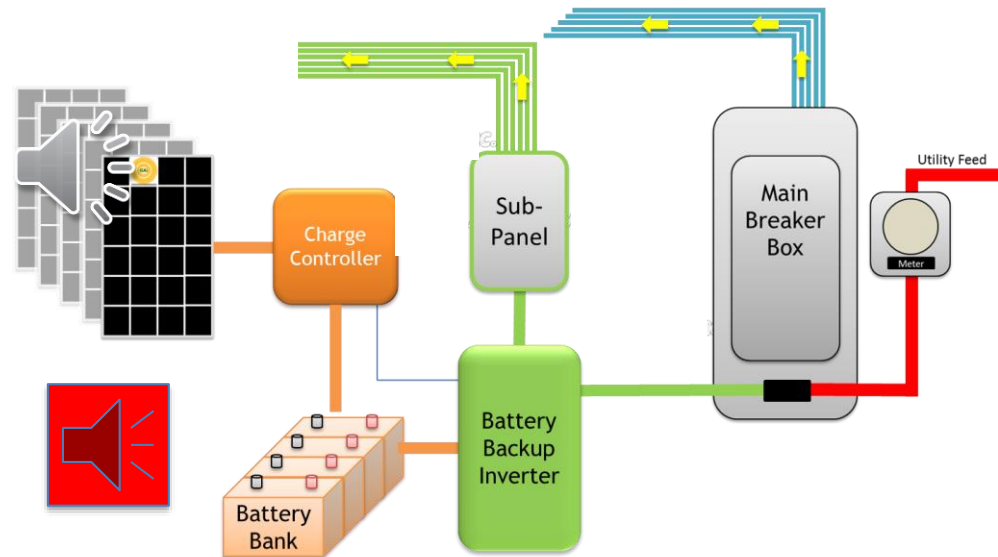 Utility Feed
Sub-
Panel
Main
Breaker
Box
Charge
Controller
Meter
Battery
Backup
Inverter
Battery
Bank